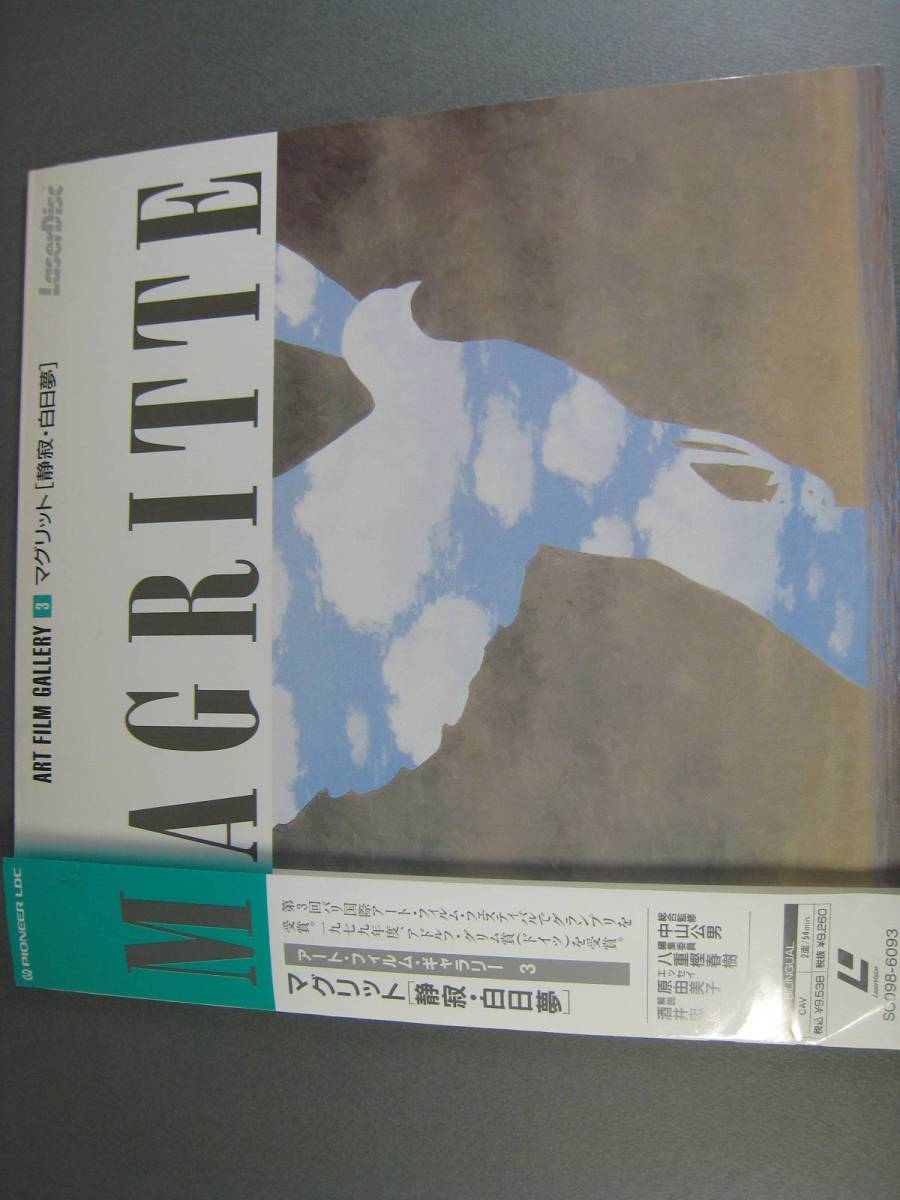 LaserDisc
ART FILM GALLERY 3 マグリット[静寂・白日夢]
MAGRITTE
PIONEER LDC
第3回パリ国際アート・フィルム・フェスティバルでグランプリを
受賞。一九七九年度、アドルフ・グリム賞(ドイツ)を受賞。
アート・フィルム・ギャラリー 3
マグリット[静寂・白日夢]
総合監修
中山公男
編集委員
八重樫春樹
エッセイ
原由美子
解説
酒井
BILINGUAL
CAV 2面/54min.
税込¥9.538 税抜¥9.260
LaserVision
SC098-6093